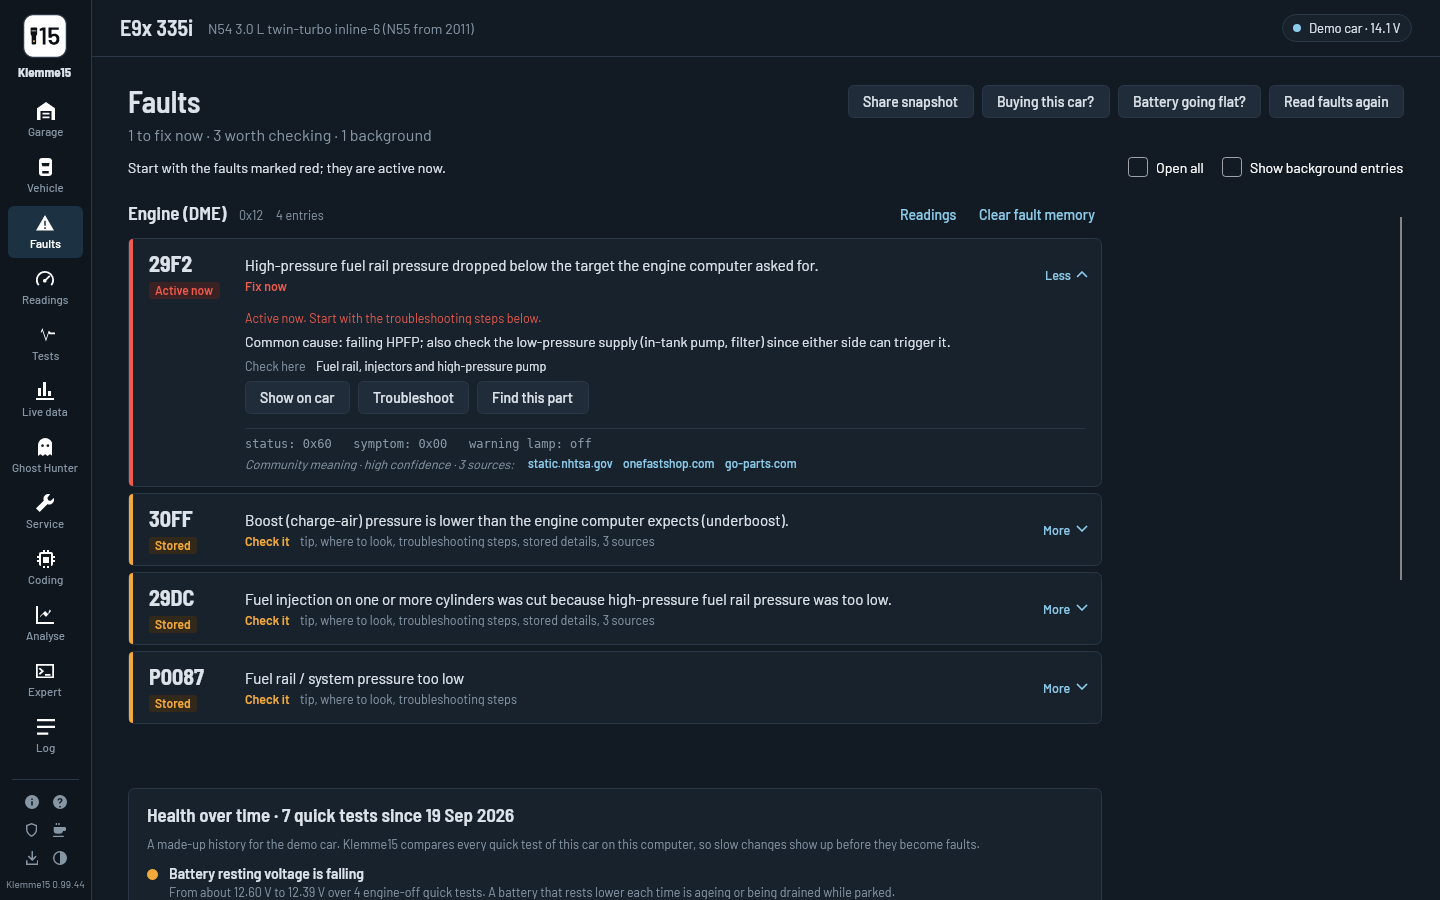 15
Klemme15
Garage
Vehicle
Faults
Readings
Tests
Live data
Ghost Hunter
Service
Coding
Analyse
Expert
Log
Klemme15 0.99.44
E9x 335i N54 3.0 L twin-turbo inline-6 (N55 from 2011)
Demo car · 14.1 V
Faults
Share snapshot Buying this car? Battery going flat? Read faults again
1 to fix now · 3 worth checking · 1 background
Start with the faults marked red; they are active now.
Open all Show background entries
Engine (DME) 0x12 4 entries
Readings Clear fault memory
29F2 High-pressure fuel rail pressure dropped below the target the engine computer asked for.
Active now Fix now
Less
Active now. Start with the troubleshooting steps below.
Common cause: failing HPFP; also check the low-pressure supply (in-tank pump, filter) since either side can trigger it.
Check here Fuel rail, injectors and high-pressure pump
Show on car Troubleshoot Find this part
status: 0x60 symptom: 0x00 warning lamp: off
Community meaning · high confidence · 3 sources: static.nhtsa.gov onefastshop.com go-parts.com
30FF Boost (charge-air) pressure is lower than the engine computer expects (underboost).
Stored Check it tip, where to look, troubleshooting steps, stored details, 3 sources
More
29DC Fuel injection on one or more cylinders was cut because high-pressure fuel rail pressure was too low.
Stored Check it tip, where to look, troubleshooting steps, stored details, 3 sources
More
P0087 Fuel rail / system pressure too low
Stored Check it tip, where to look, troubleshooting steps
More
Health over time · 7 quick tests since 19 Sep 2026
A made-up history for the demo car. Klemme15 compares every quick test of this car on this computer, so slow changes show up before they become faults.
Battery resting voltage is falling
From about 12.60 V to 12.39 V over 4 engine-off quick tests. A battery that rests lower each time is ageing or being drained while parked.